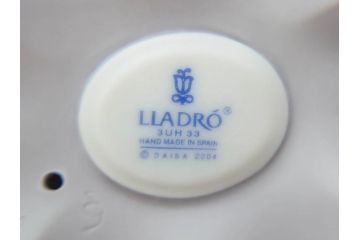 LLADRÓ®
3UH 33
HAND MADE IN SPAIN
© DAISA 2004